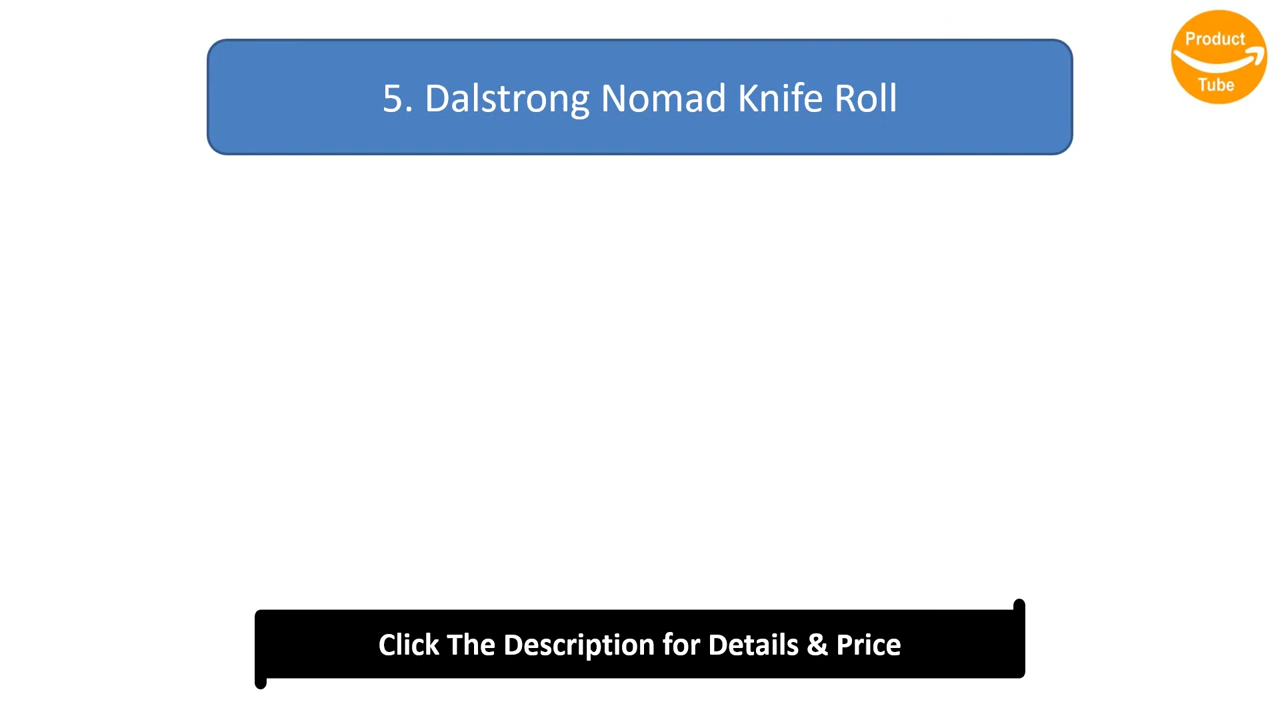 5. Dalstrong Nomad Knife Roll
Product
Tube
Click The Description for Details & Price